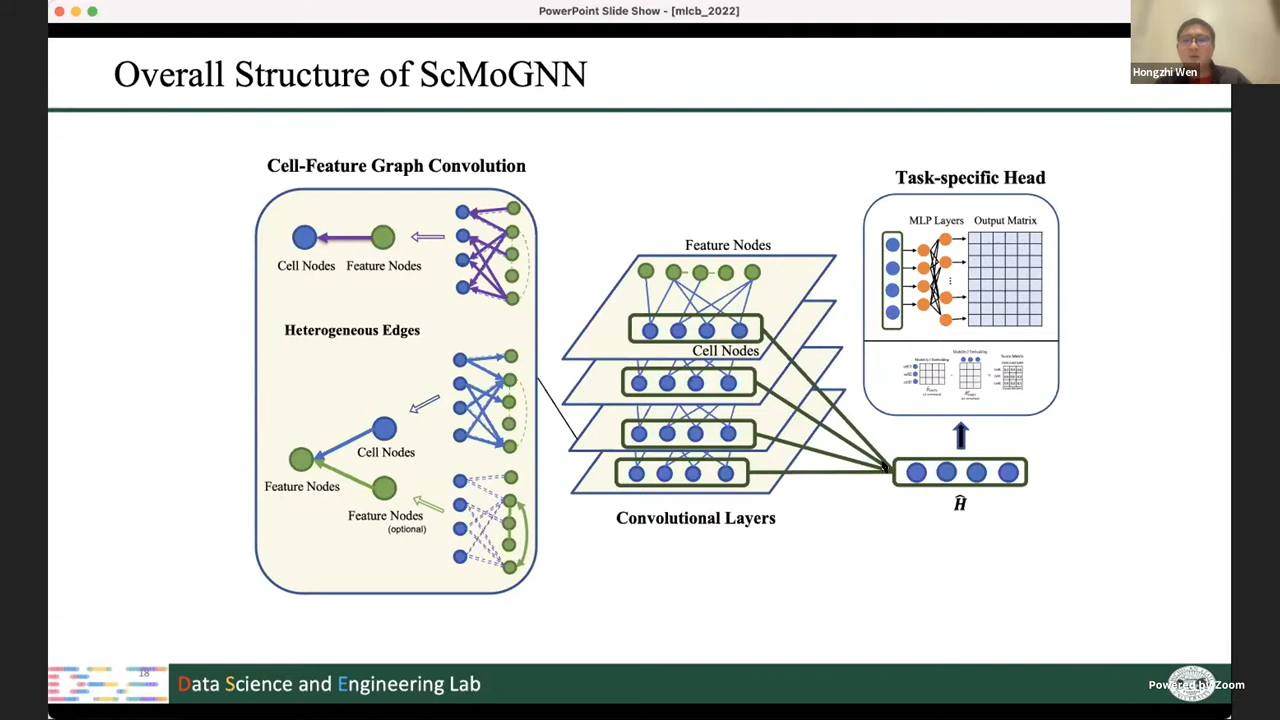 PowerPoint Slide Show - [mlcb_2022]
Hongzhi Wen
Overall Structure of ScMoGNN
Cell-Feature Graph Convolution
Cell Nodes
Feature Nodes
Heterogeneous Edges
Cell Nodes
Feature Nodes
Feature Nodes
(optional)
Feature Nodes
Cell Nodes
Convolutional Layers
Task-specific Head
MLP Layers
Output Matrix
Ĥ
18
Data Science and Engineering Lab
Powered by Zoom